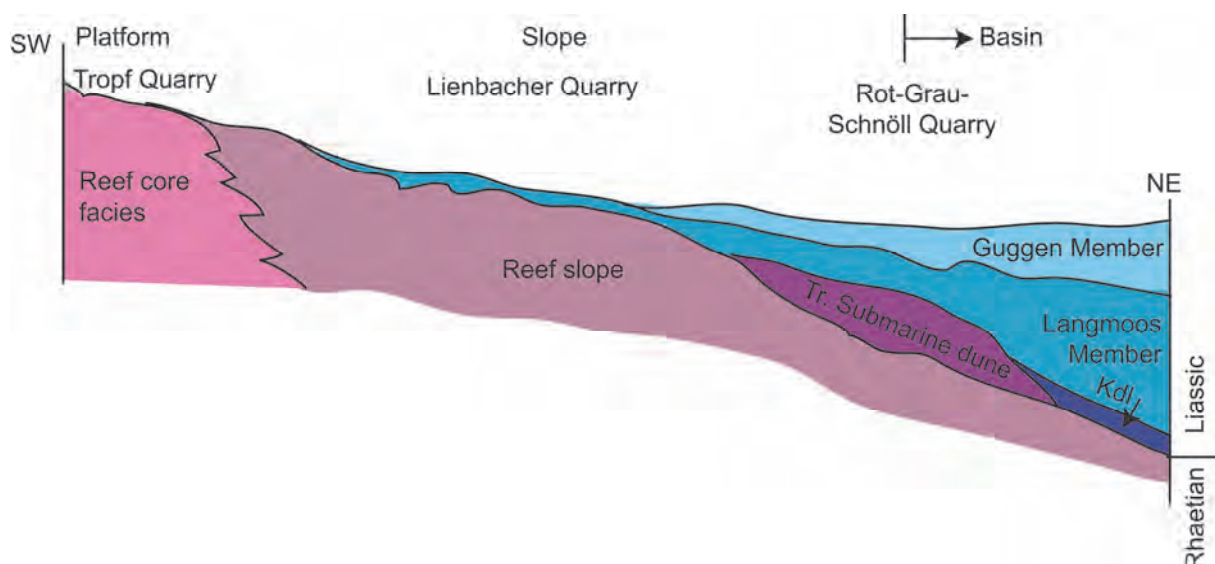 SW
Platform
Slope
Basin
Tropf Quarry
Lienbacher Quarry
Rot-Grau-
Schnöll Quarry
NE
Reef core
facies
Reef slope
Guggen Member
Tr. Submarine dune
Langmoos
Member
Kdl
Liassic
Rhaetian